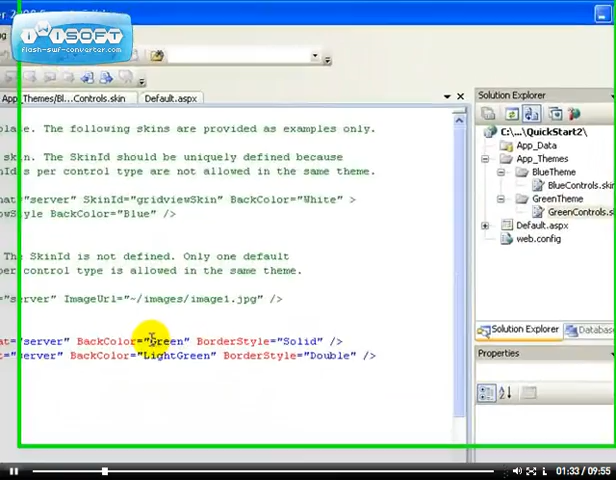 iWiSOFT
flash-swf-converter.com
App_Themes/Bl...Controls.skin Default.aspx
plate. The following skins are provided as examples only.
skin. The SkinId should be uniquely defined because
per control type are not allowed in the same theme.
"server" SkinId="gridviewSkin" BackColor="White" >
BackColor="Blue" />
The SkinId is not defined. Only one default
per control type is allowed in the same theme.
"server" ImageUrl="~/images/image1.jpg" />
at="server" BackColor="Green" BorderStyle="Solid" />
t="server" BackColor="LightGreen" BorderStyle="Double" />
Solution Explorer
C:\...\QuickStart2\
App_Data
App_Themes
BlueTheme
BlueControls.skin
GreenTheme
GreenControls.s
Default.aspx
web.config
Solution Explorer Database
Properties
01:33 / 09:55